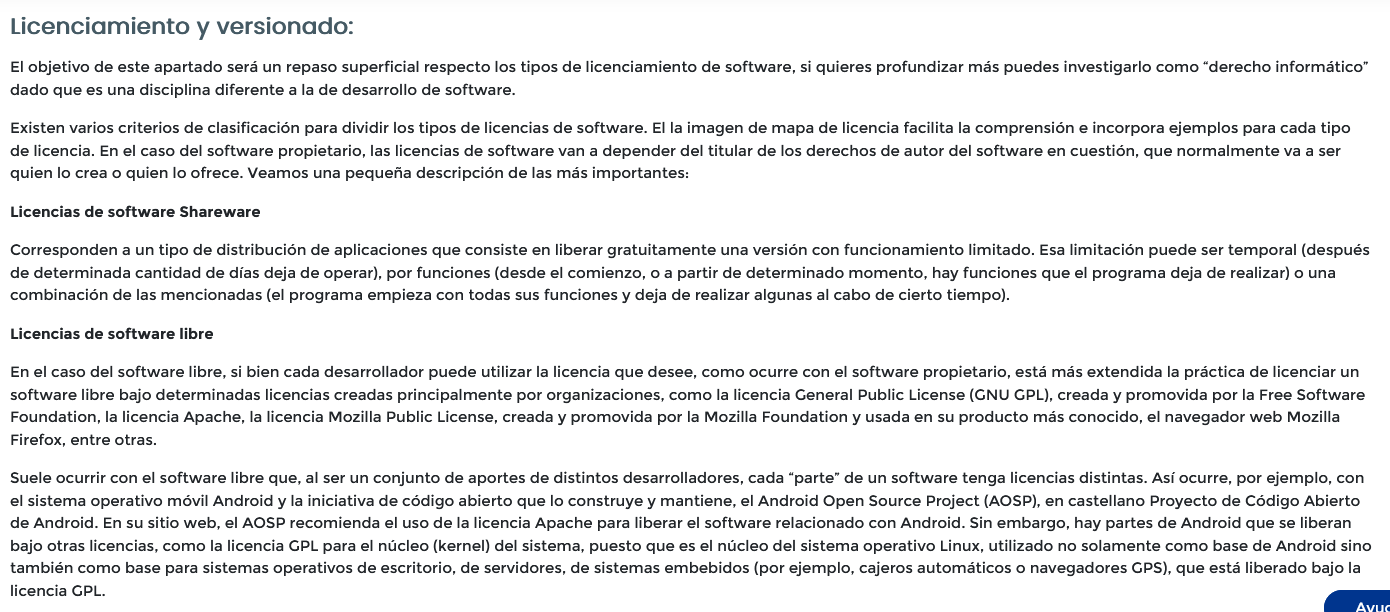 Licenciamiento y versionado:
El objetivo de este apartado será un repaso superficial respecto los tipos de licenciamiento de software, si quieres profundizar más puedes investigarlo como “derecho informático”
dado que es una disciplina diferente a la de desarrollo de software.
Existen varios criterios de clasificación para dividir los tipos de licencias de software. El la imagen de mapa de licencia facilita la comprensión e incorpora ejemplos para cada tipo
de licencia. En el caso del software propietario, las licencias de software van a depender del titular de los derechos de autor del software en cuestión, que normalmente va a ser
quien lo crea o quien lo ofrece. Veamos una pequeña descripción de las más importantes:
Licencias de software Shareware
Corresponden a un tipo de distribución de aplicaciones que consiste en liberar gratuitamente una versión con funcionamiento limitado. Esa limitación puede ser temporal (después
de determinada cantidad de días deja de operar), por funciones (desde el comienzo, o a partir de determinado momento, hay funciones que el programa deja de realizar) o una
combinación de las mencionadas (el programa empieza con todas sus funciones y deja de realizar algunas al cabo de cierto tiempo).
Licencias de software libre
En el caso del software libre, si bien cada desarrollador puede utilizar la licencia que desee, como ocurre con el software propietario, está más extendida la práctica de licenciar un
software libre bajo determinadas licencias creadas principalmente por organizaciones, como la licencia General Public License (GNU GPL), creada y promovida por la Free Software
Foundation, la licencia Apache, la licencia Mozilla Public License, creada y promovida por la Mozilla Foundation y usada en su producto más conocido, el navegador web Mozilla
Firefox, entre otras.
Suele ocurrir con el software libre que, al ser un conjunto de aportes de distintos desarrolladores, cada “parte” de un software tenga licencias distintas. Así ocurre, por ejemplo, con
el sistema operativo móvil Android y la iniciativa de código abierto que lo construye y mantiene, el Android Open Source Project (AOSP), en castellano Proyecto de Código Abierto
de Android. En su sitio web, el AOSP recomienda el uso de la licencia Apache para liberar el software relacionado con Android. Sin embargo, hay partes de Android que se liberan
bajo otras licencias, como la licencia GPL para el núcleo (kernel) del sistema, puesto que es el núcleo del sistema operativo Linux, utilizado no solamente como base de Android sino
también como base para sistemas operativos de escritorio, de servidores, de sistemas embebidos (por ejemplo, cajeros automáticos o navegadores GPS), que está liberado bajo la
licencia GPL.